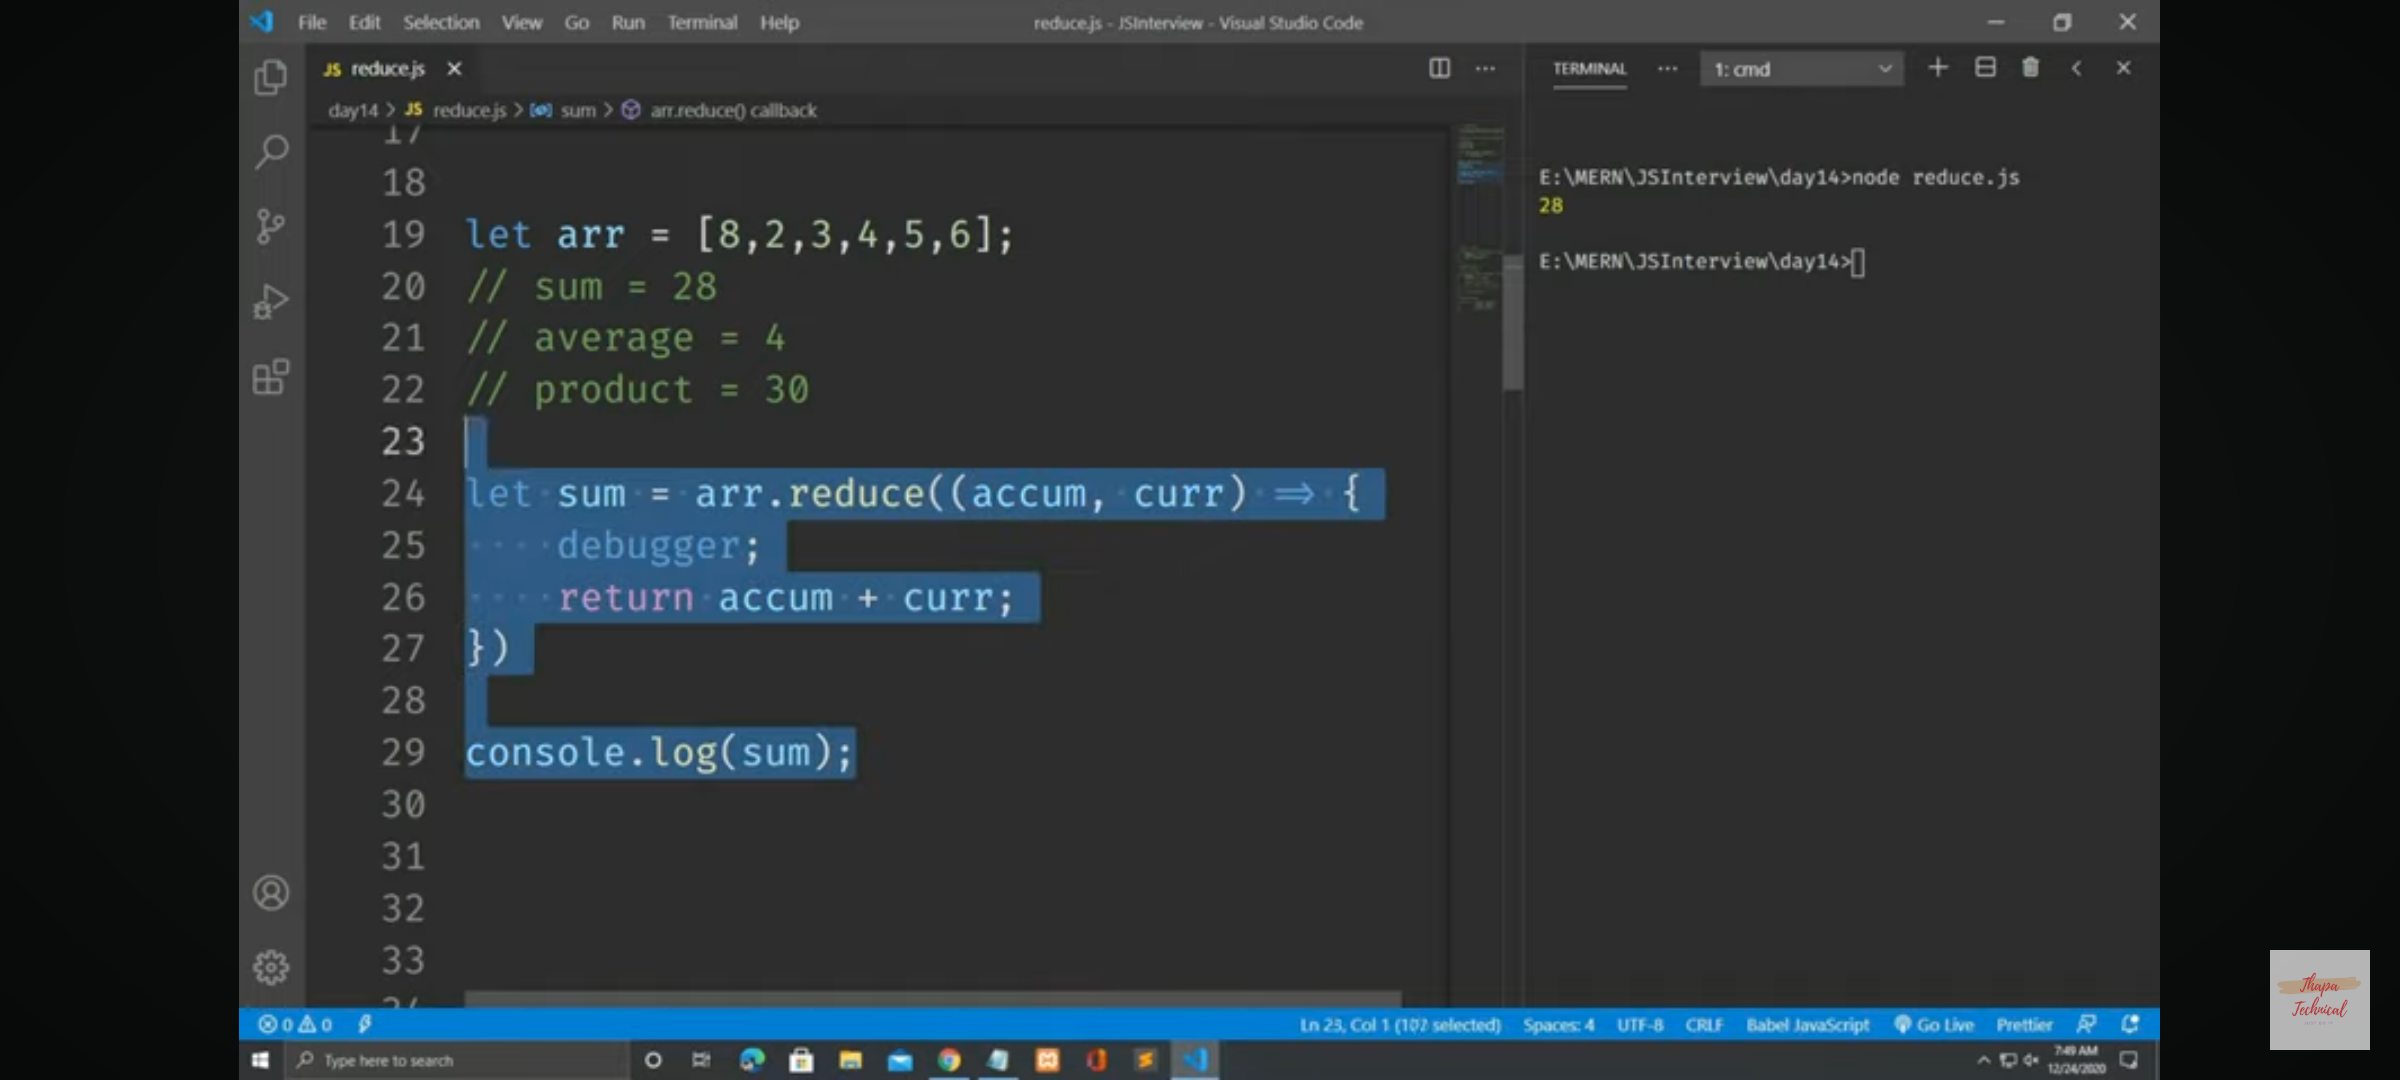 File Edit Selection View Go Run Terminal Help reduce.js - JSInterview - Visual Studio Code
JS reduce.js
TERMINAL 1: cmd
day14 > JS reduce.js > sum > arr.reduce() callback
17
18
19 let arr = [8,2,3,4,5,6];
20 // sum = 28
21 // average = 4
22 // product = 30
23
24 let sum = arr.reduce((accum, curr) => {
25 debugger;
26 return accum + curr;
27 })
28
29 console.log(sum);
30
31
32
33
E:\MERN\JSInterview\day14>node reduce.js
28
E:\MERN\JSInterview\day14>
0 0 Ln 23, Col 1 (107 selected) Spaces: 4 UTF-8 CRLF Babel JavaScript Go Live Prettier
Type here to search
7:49 AM
12/24/2020
Thapa
Technical